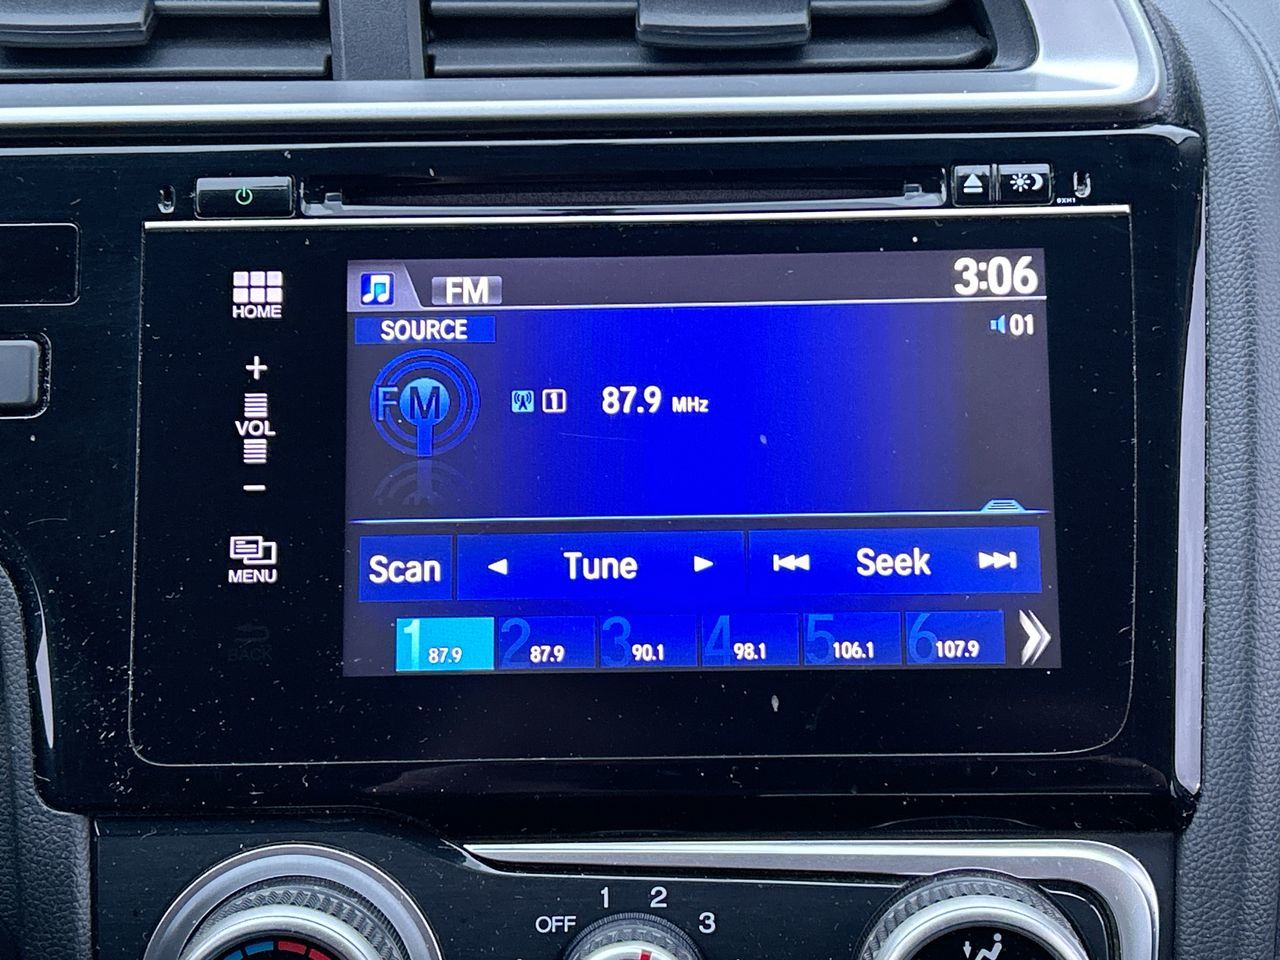 9XH1
HOME
+
VOL
−
MENU
FM
3:06
SOURCE
01
FM
1 87.9 MHz
Scan
Tune
Seek
1 87.9
2 87.9
3 90.1
4 98.1
5 106.1
6 107.9
BACK
OFF 1 2 3